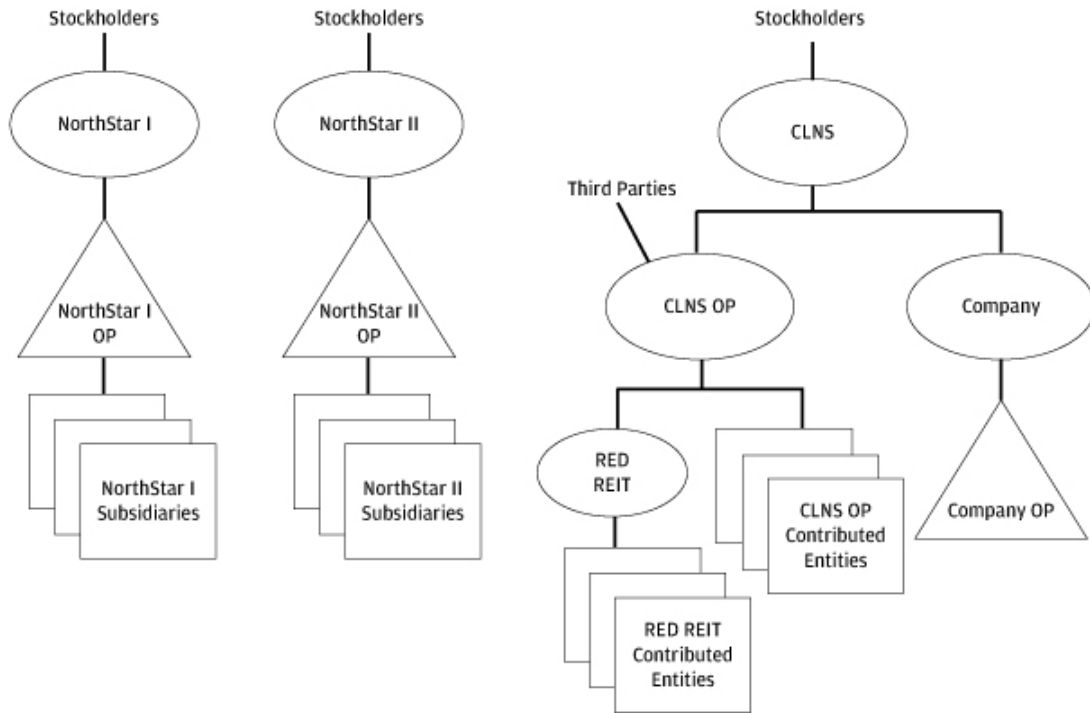 Stockholders
NorthStar I
NorthStar I
OP
NorthStar I
Subsidiaries
Stockholders
NorthStar II
NorthStar II
OP
NorthStar II
Subsidiaries
Stockholders
CLNS
Third Parties
CLNS OP
Company
RED
REIT
CLNS OP
Contributed
Entities
Company OP
RED REIT
Contributed
Entities